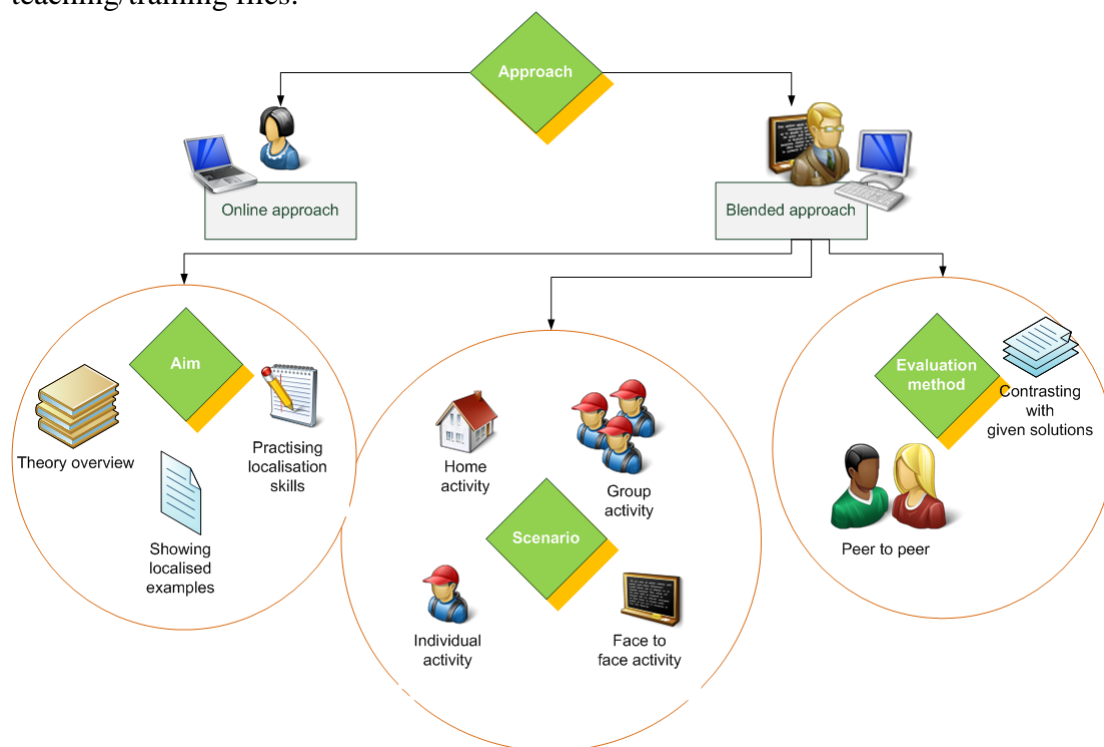 teaching/training files.
Approach
Online approach
Blended approach
Aim
Theory overview
Practising
localisation
skills
Showing
localised
examples
Home
activity
Group
activity
Scenario
Individual
activity
Face to
face activity
Evaluation
method
Contrasting
with
given solutions
Peer to peer